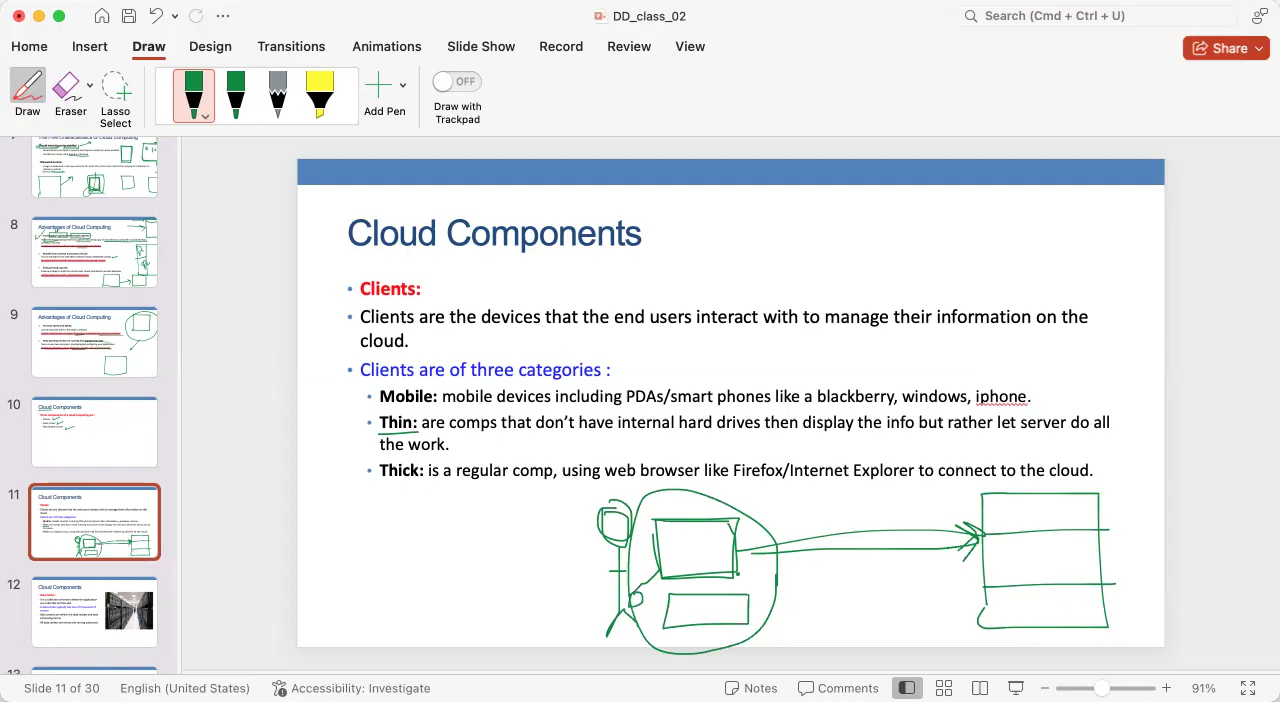 DD_class_02
Search (Cmd + Ctrl + U)
Home Insert Draw Design Transitions Animations Slide Show Record Review View
Share
OFF
Draw Eraser Lasso Select Add Pen Draw with Trackpad
8
Advantages of Cloud Computing
9
Advantages of Cloud Computing
10
Cloud Components
11
Cloud Components
12
Cloud Components
13
Cloud Components
• Clients:
• Clients are the devices that the end users interact with to manage their information on the
cloud.
• Clients are of three categories :
• Mobile: mobile devices including PDAs/smart phones like a blackberry, windows, iphone.
• Thin: are comps that don’t have internal hard drives then display the info but rather let server do all
the work.
• Thick: is a regular comp, using web browser like Firefox/Internet Explorer to connect to the cloud.
Slide 11 of 30 English (United States) Accessibility: Investigate Notes Comments 91%